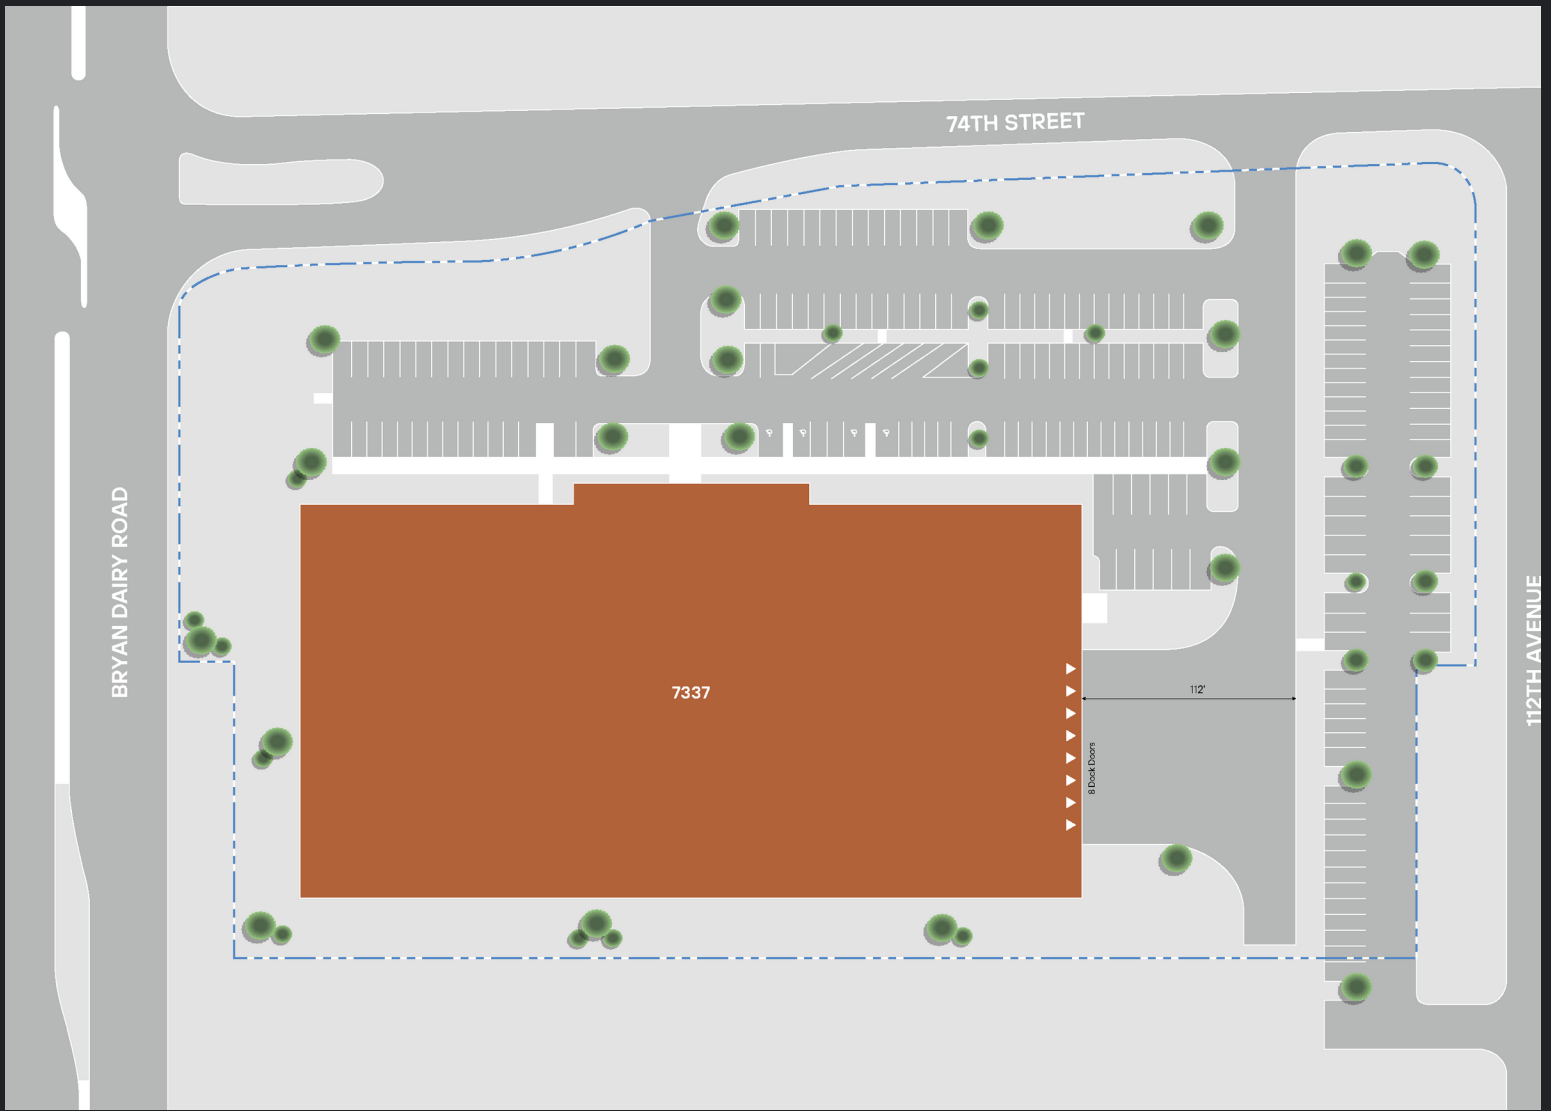 74TH STREET
BRYAN DAIRY ROAD
7337
112'
8 Dock Doors
112TH AVENUE